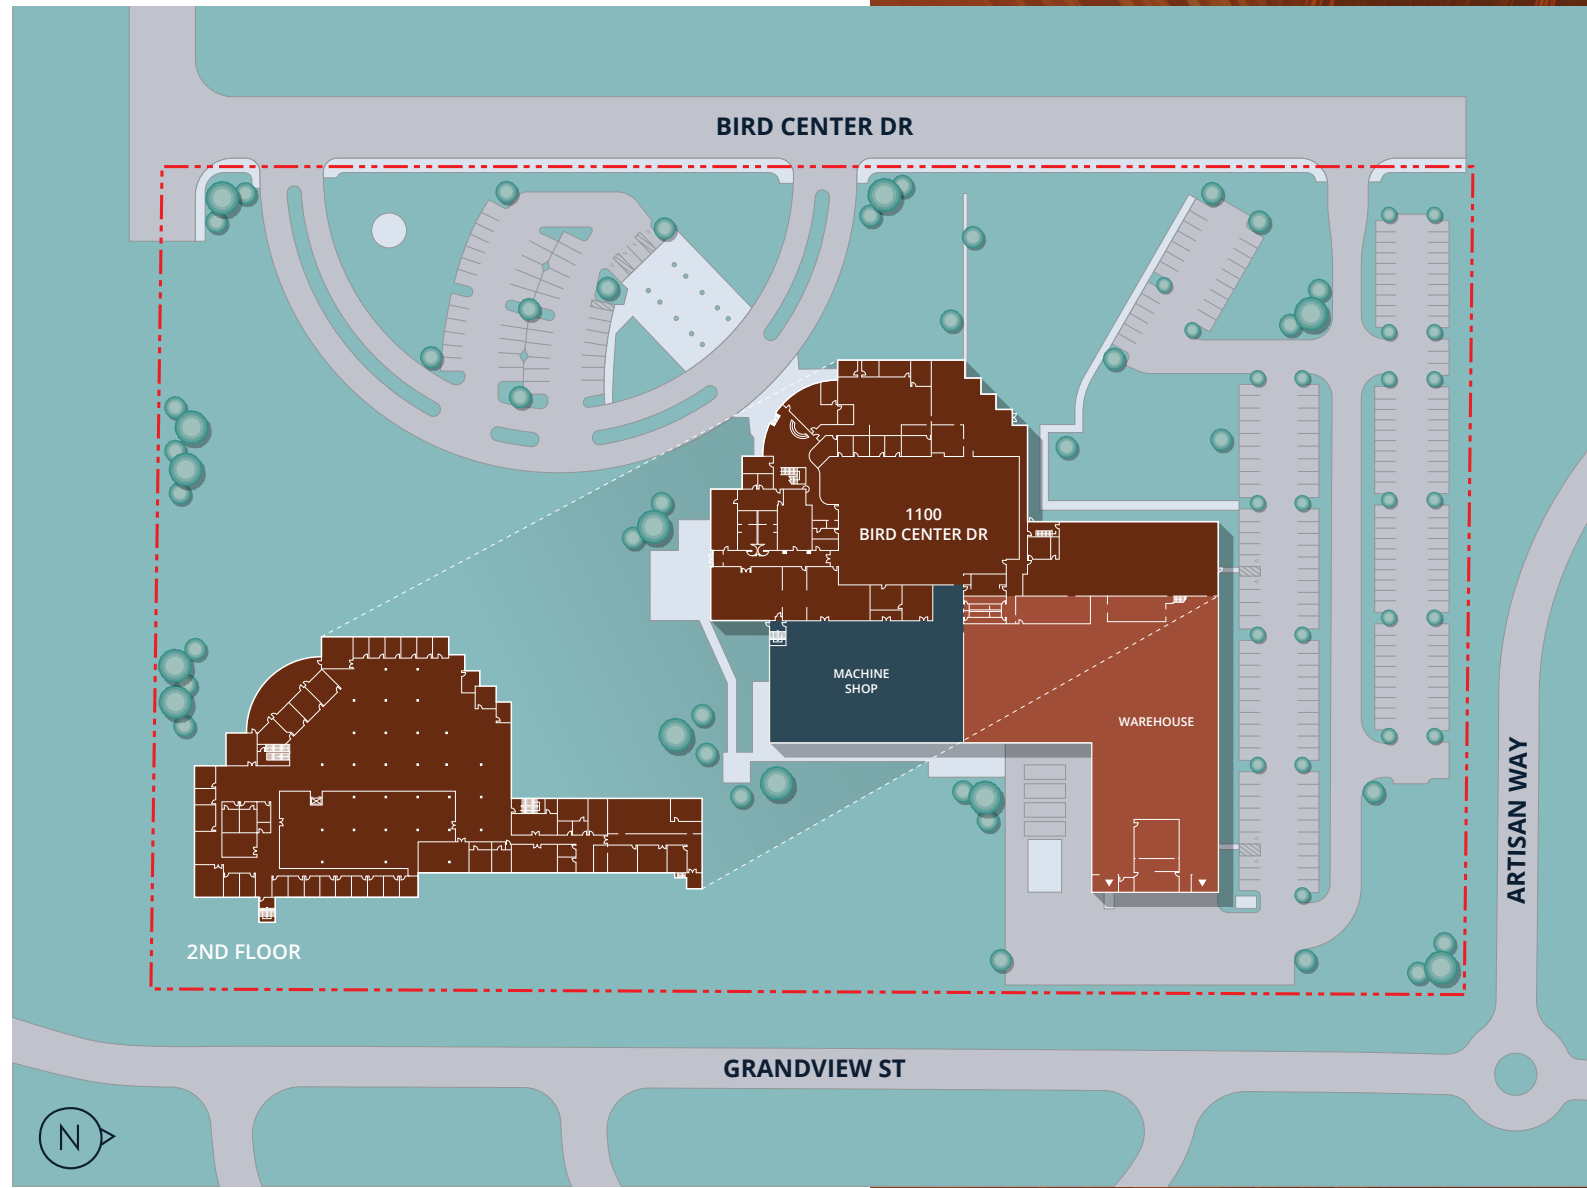 BIRD CENTER DR
1100
BIRD CENTER DR
MACHINE
SHOP
WAREHOUSE
ARTISAN WAY
2ND FLOOR
GRANDVIEW ST
N